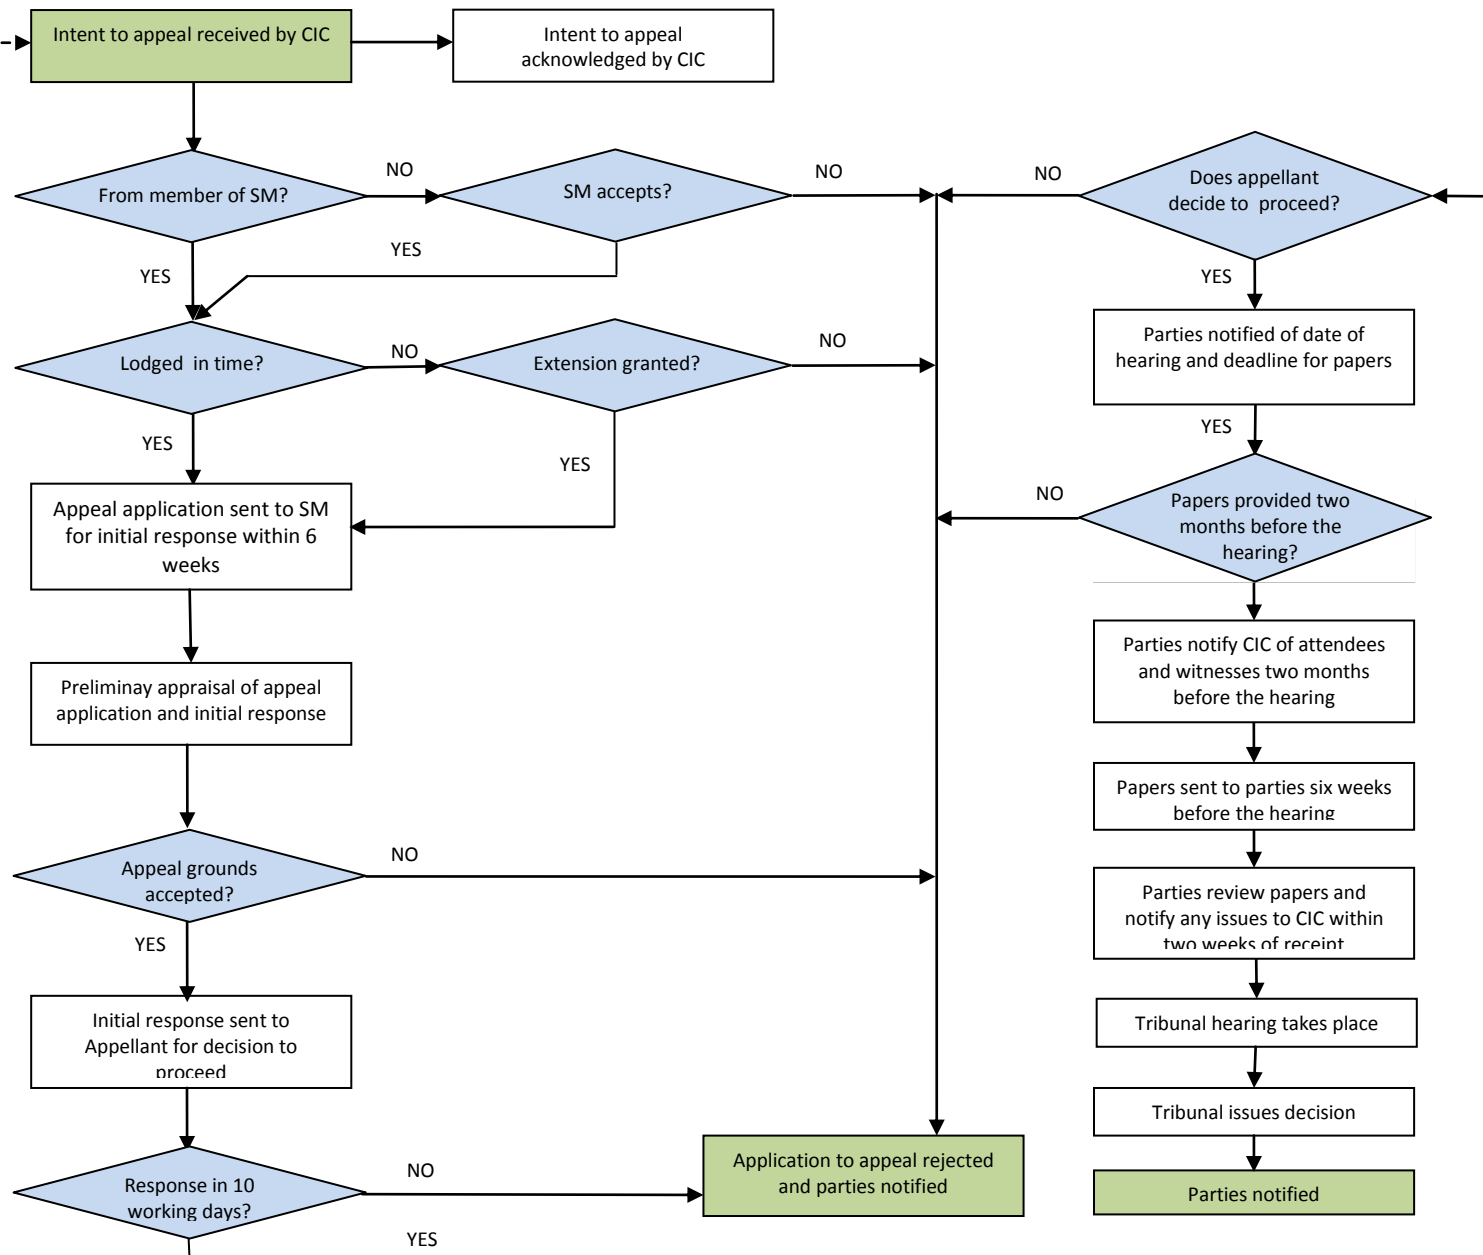 Intent to appeal received by CIC
Intent to appeal
acknowledged by CIC
From member of SM?
NO
SM accepts?
NO
YES
YES
Lodged  in time?
NO
Extension granted?
NO
YES
YES
Appeal application sent to SM
for initial response within 6
weeks
Preliminay appraisal of appeal
application and initial response
Appeal grounds
accepted?
NO
YES
Initial response sent to
Appellant for decision to
proceed
Response in 10
working days?
NO
YES
Application to appeal rejected
and parties notified
NO
Does appellant
decide to  proceed?
YES
Parties notified of date of
hearing and deadline for papers
YES
NO
Papers provided two
months before the
hearing?
Parties notify CIC of attendees
and witnesses two months
before the hearing
Papers sent to parties six weeks
before the hearing
Parties review papers and
notify any issues to CIC within
two weeks of receipt
Tribunal hearing takes place
Tribunal issues decision
Parties notified